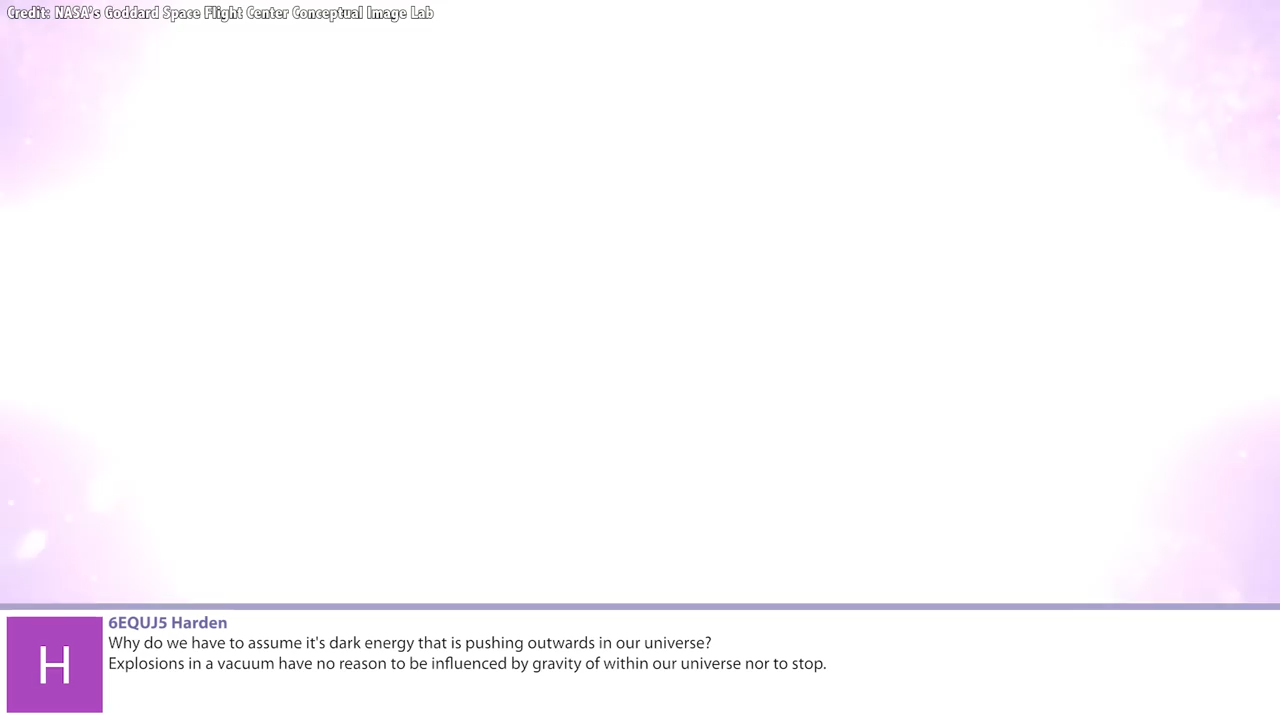 Credit: NASA's Goddard Space Flight Center Conceptual Image Lab
6EQUJ5 Harden
H
Why do we have to assume it's dark energy that is pushing outwards in our universe?
Explosions in a vacuum have no reason to be influenced by gravity of within our universe nor to stop.